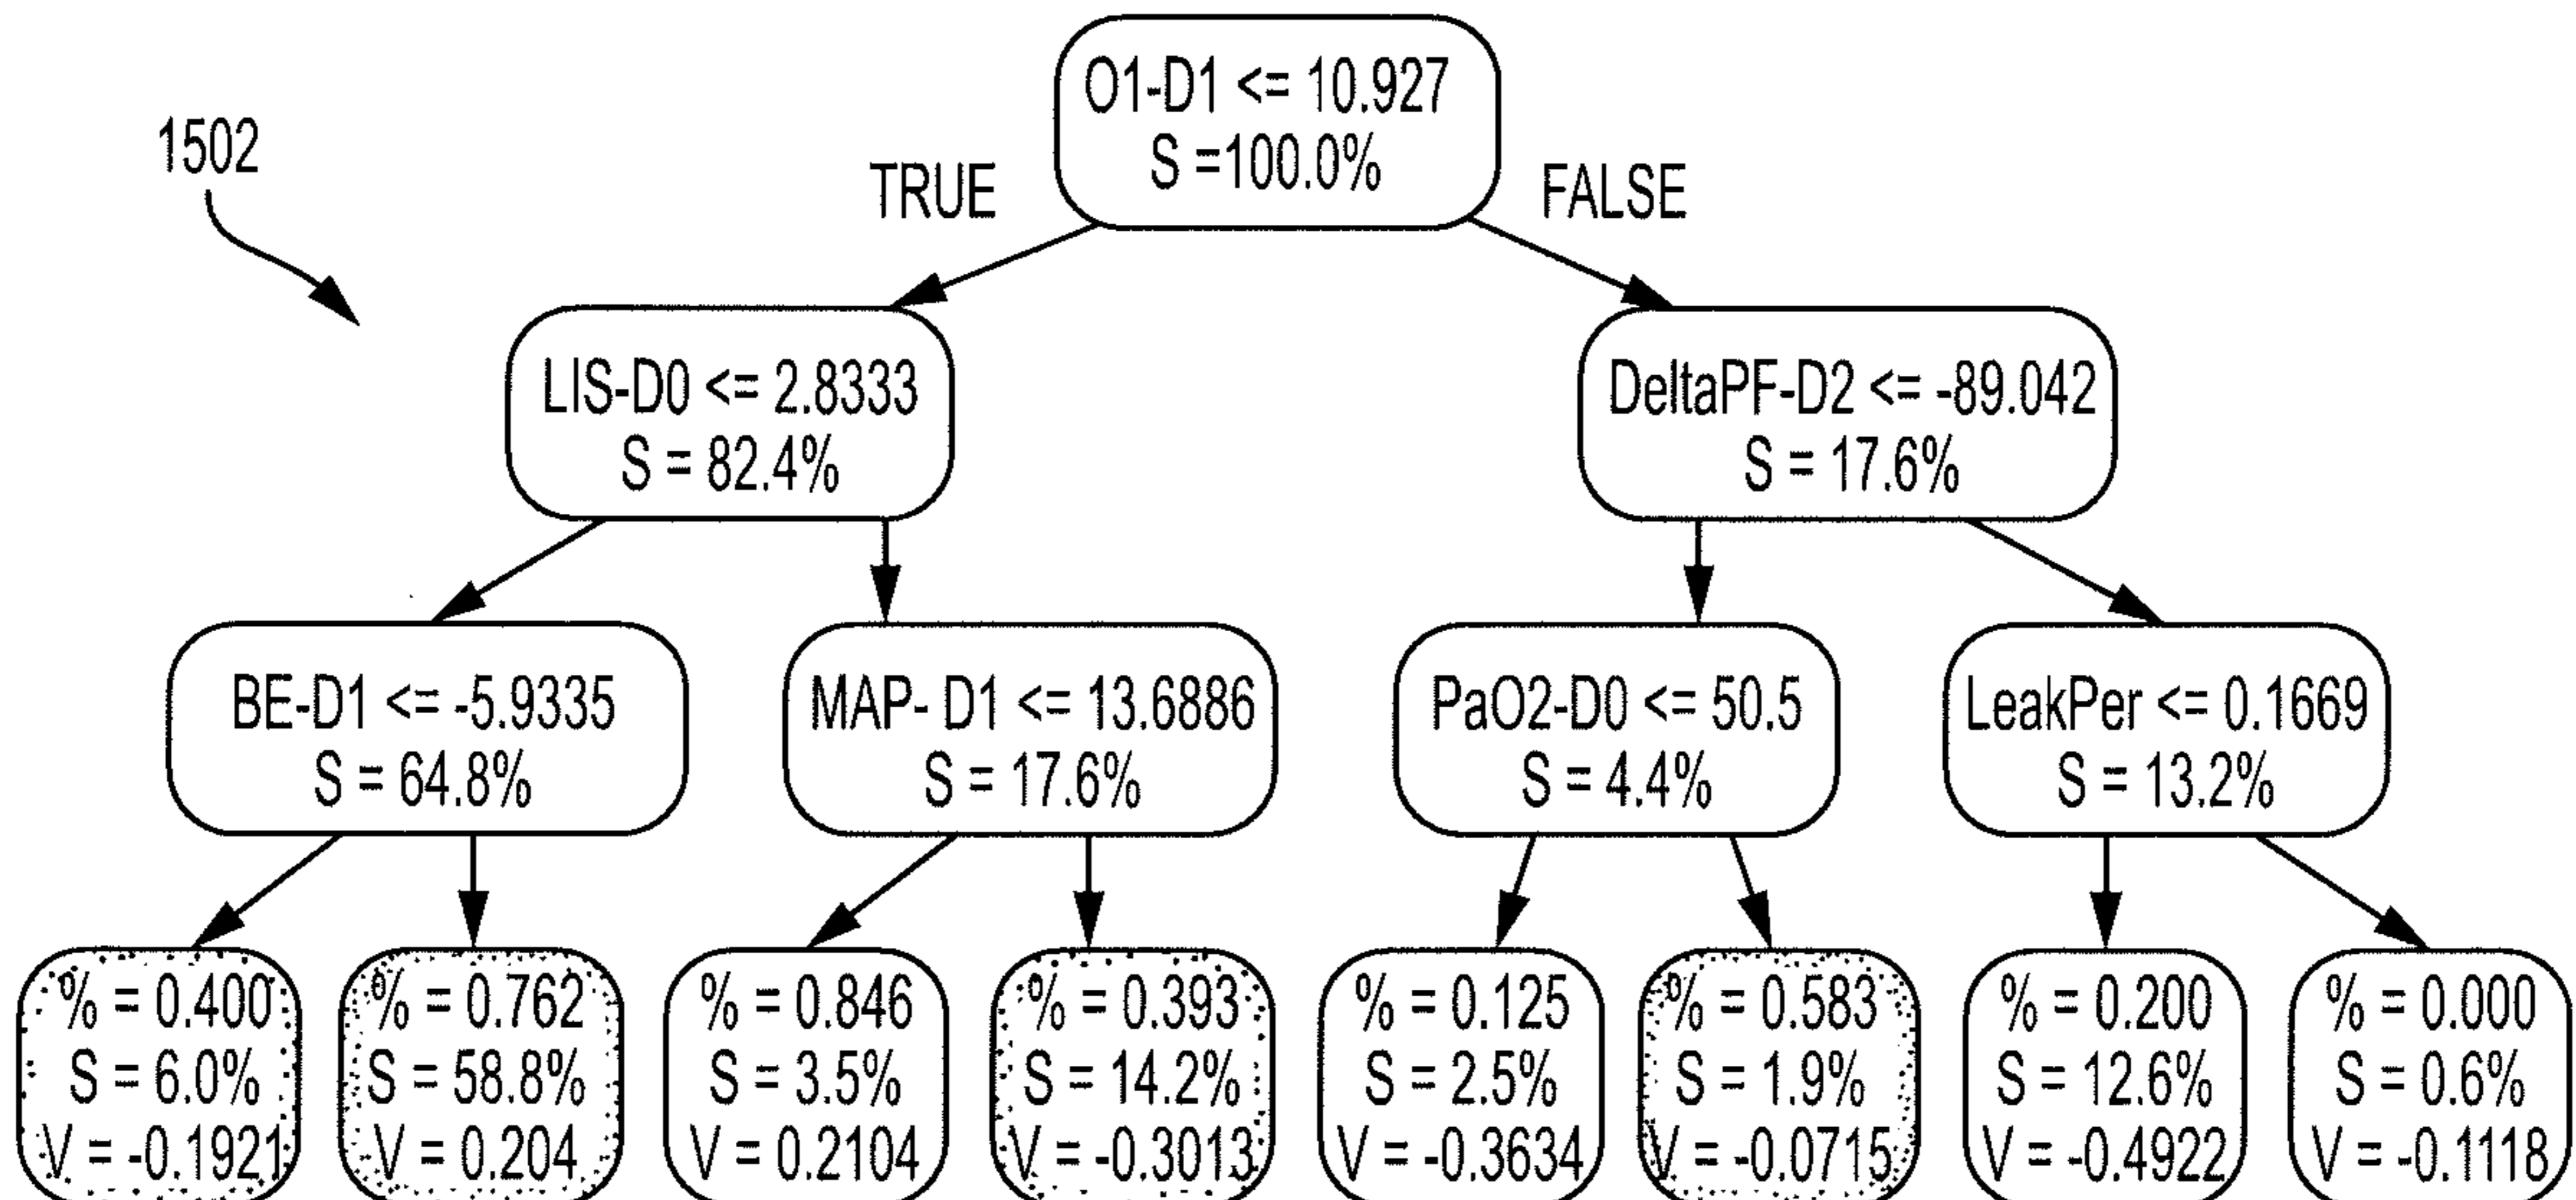 O1-D1 <= 10.927
S =100.0%
1502
TRUE
FALSE
LIS-D0 <= 2.8333
S = 82.4%
DeltaPF-D2 <= -89.042
S = 17.6%
BE-D1 <= -5.9335
S = 64.8%
MAP- D1 <= 13.6886
S = 17.6%
PaO2-D0 <= 50.5
S = 4.4%
LeakPer <= 0.1669
S = 13.2%
% = 0.400
S = 6.0%
V = -0.1921
% = 0.762
S = 58.8%
V = 0.204
% = 0.846
S = 3.5%
V = 0.2104
% = 0.393
S = 14.2%
V = -0.3013
% = 0.125
S = 2.5%
V = -0.3634
% = 0.583
S = 1.9%
V = -0.0715
% = 0.200
S = 12.6%
V = -0.4922
% = 0.000
S = 0.6%
V = -0.1118